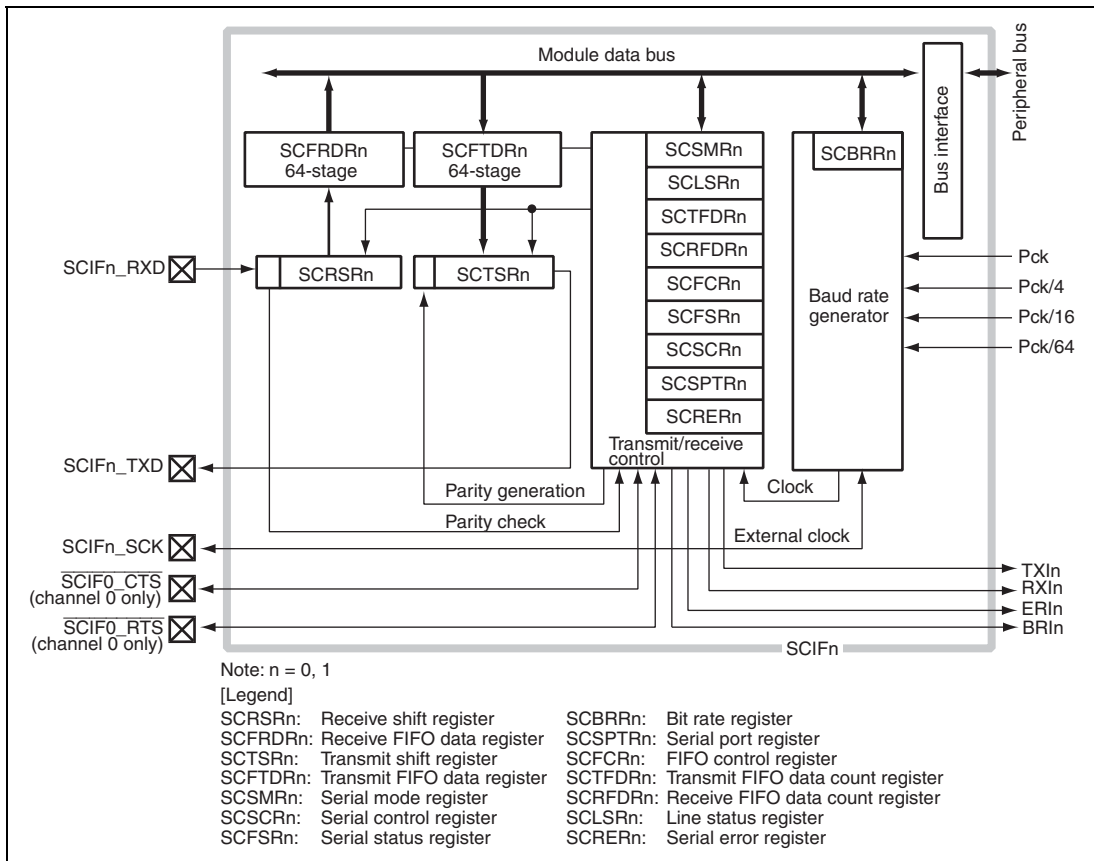 Module data bus
Peripheral bus
Bus interface
SCFRDRn
64-stage
SCFTDRn
64-stage
SCSMRn
SCLSRn
SCTFDRn
SCRFDRn
SCFCRn
SCFSRn
SCSCRn
SCSPTRn
SCRERn
Transmit/receive
control
SCBRRn
Baud rate
generator
SCIFn_RXD
SCRSRn
SCTSRn
Pck
Pck/4
Pck/16
Pck/64
SCIFn_TXD
Parity generation
Parity check
Clock
External clock
SCIFn_SCK
SCIF0_CTS
(channel 0 only)
SCIF0_RTS
(channel 0 only)
TXIn
RXIn
ERIn
BRIn
SCIFn
Note: n = 0, 1
[Legend]
SCRSRn: Receive shift register
SCFRDRn: Receive FIFO data register
SCTSRn: Transmit shift register
SCFTDRn: Transmit FIFO data register
SCSMRn: Serial mode register
SCSCRn: Serial control register
SCFSRn: Serial status register
SCBRRn: Bit rate register
SCSPTRn: Serial port register
SCFCRn: FIFO control register
SCTFDRn: Transmit FIFO data count register
SCRFDRn: Receive FIFO data count register
SCLSRn: Line status register
SCRERn: Serial error register